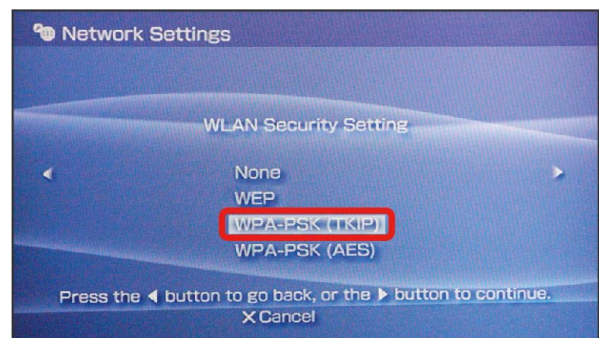 Network Settings
WLAN Security Setting
None
WEP
WPA-PSK (TKIP)
WPA-PSK (AES)
Press the ◀ button to go back, or the ▶ button to continue.
✕ Cancel